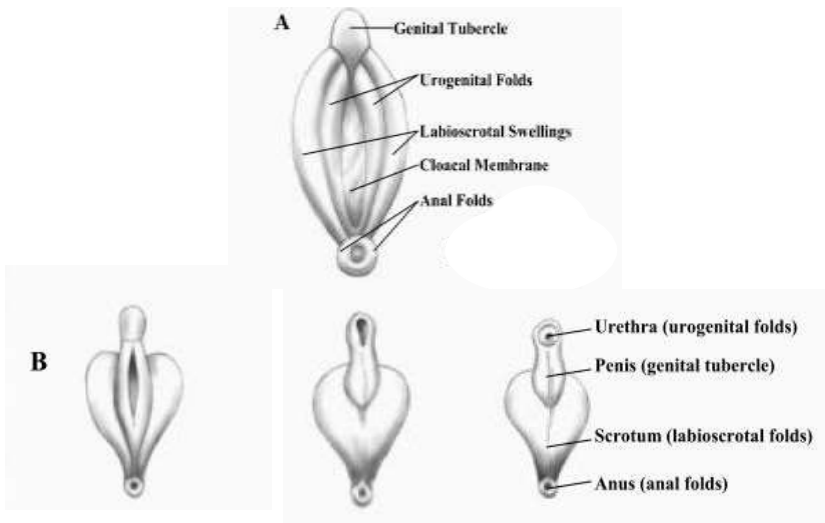 A
Genital Tubercle
Urogenital Folds
Labioscrotal Swellings
Cloacal Membrane
Anal Folds
B
Urethra (urogenital folds)
Penis (genital tubercle)
Scrotum (labioscrotal folds)
Anus (anal folds)